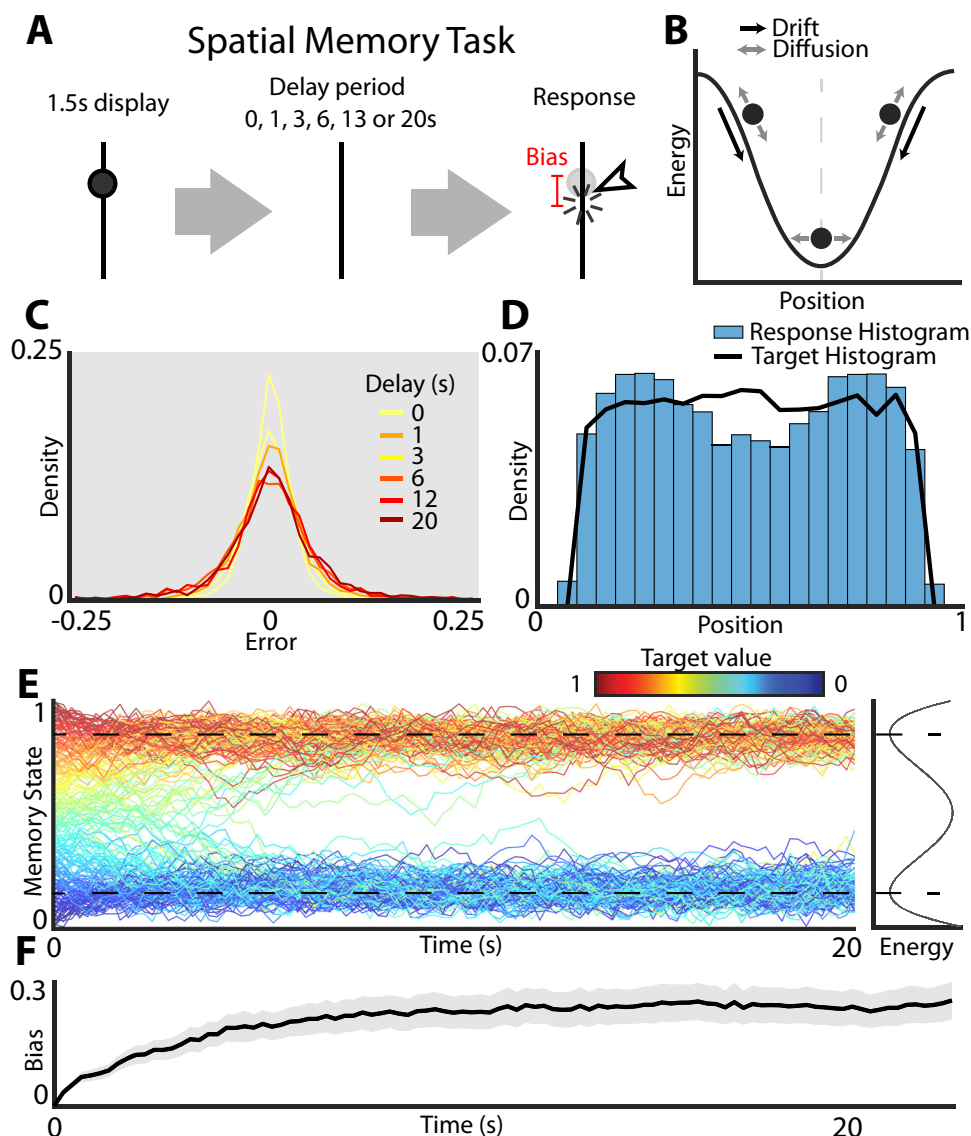 A
Spatial Memory Task
1.5s display
Delay period
0, 1, 3, 6, 13 or 20s
Response
Bias
B
Drift
Diffusion
Energy
Position
C
0.25
Density
0
-0.25
0
0.25
Error
Delay (s)
0
1
3
6
12
20
D
Response Histogram
Target Histogram
0.07
Density
0
0
Position
1
E
Target value
1
0
1
Memory State
0
0
Time (s)
20
Energy
F
0.3
Bias
0
0
Time (s)
20